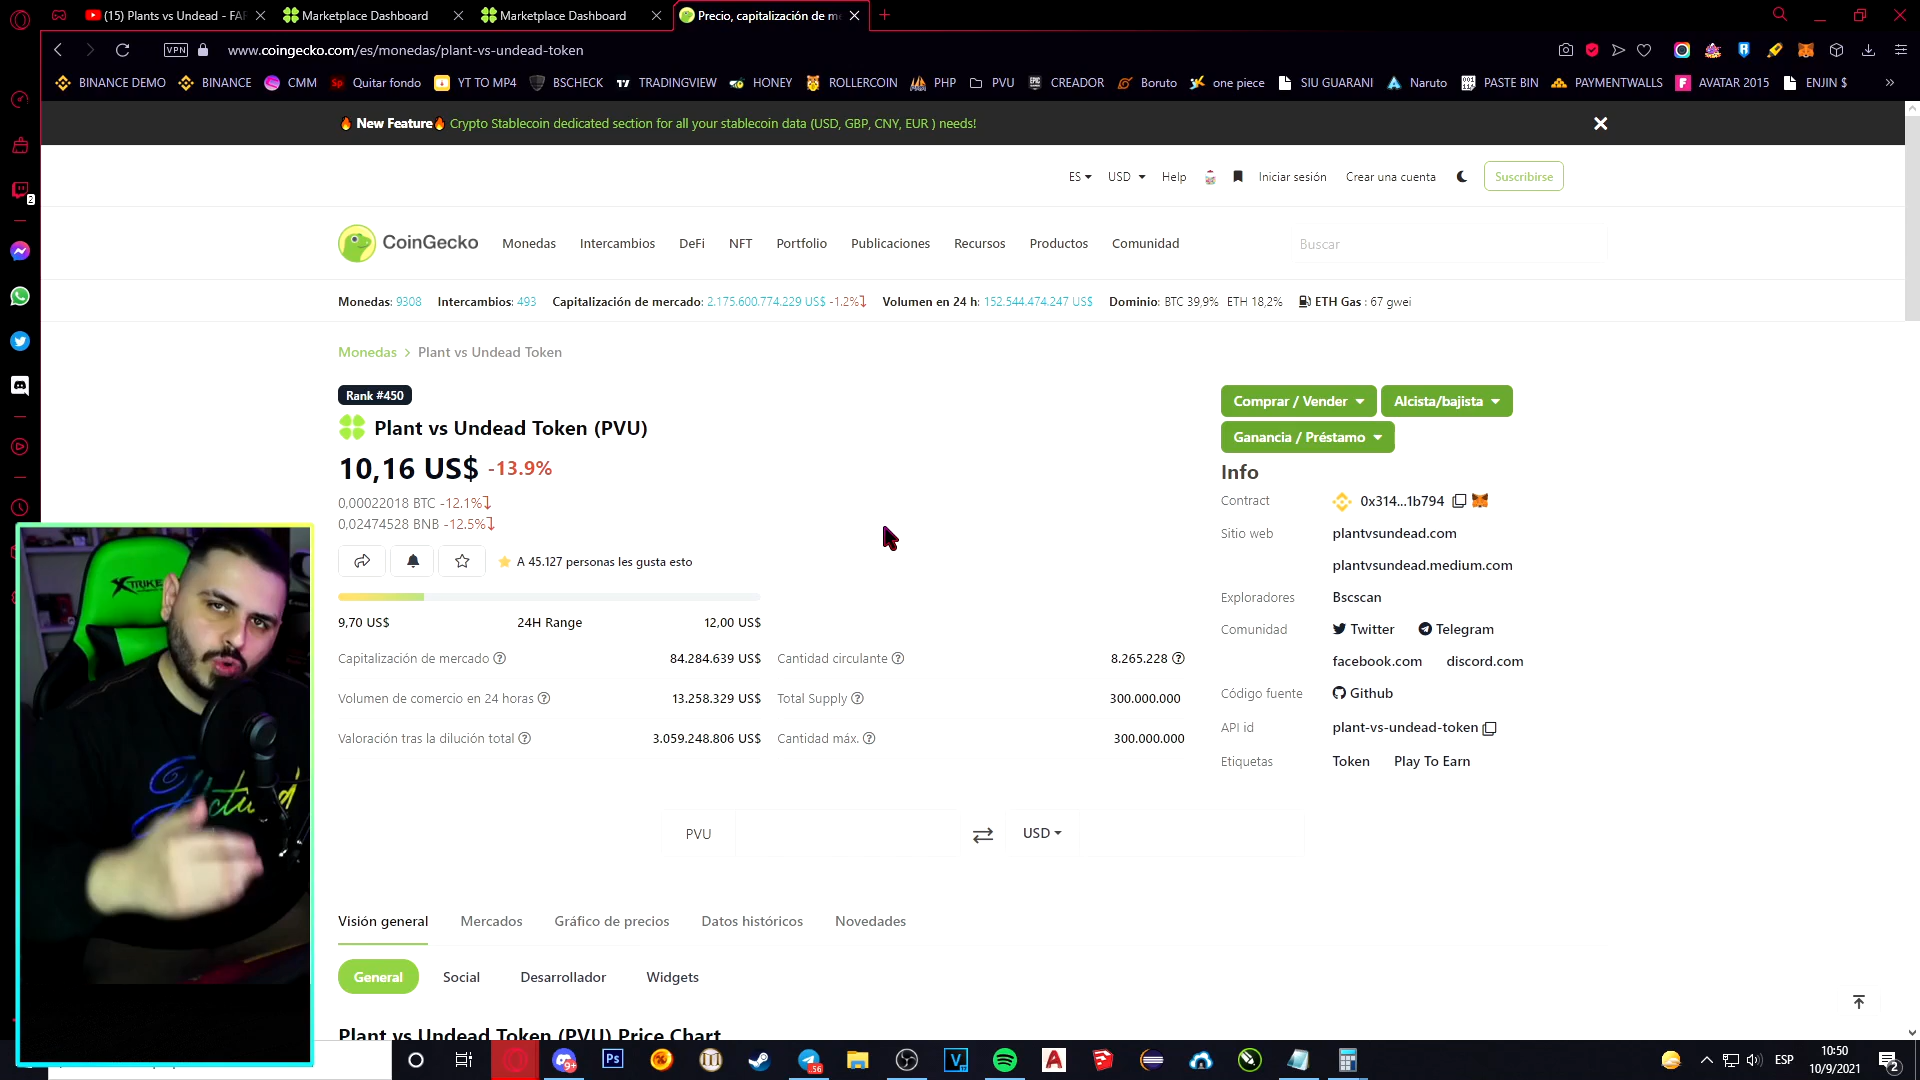 (15) Plants vs Undead - FAF
Marketplace Dashboard
Marketplace Dashboard
Precio, capitalización de m
VPN
www.coingecko.com/es/monedas/plant-vs-undead-token
BINANCE DEMO
BINANCE
CMM
Sp Quitar fondo
YT TO MP4
BSCHECK
TRADINGVIEW
HONEY
ROLLERCOIN
PHP
PVU
CREADOR
Boruto
one piece
SIU GUARANI
Naruto
PASTE BIN
PAYMENTWALLS
AVATAR 2015
ENJIN $
New Feature Crypto Stablecoin dedicated section for all your stablecoin data (USD, GBP, CNY, EUR ) needs!
ES USD Help Iniciar sesión Crear una cuenta Suscribirse
CoinGecko Monedas Intercambios DeFi NFT Portfolio Publicaciones Recursos Productos Comunidad Buscar
Monedas: 9308 Intercambios: 493 Capitalización de mercado: 2.175.600.774.229 US$ -1.2% Volumen en 24 h: 152.544.474.247 US$ Dominio: BTC 39,9% ETH 18,2% ETH Gas : 67 gwei
Monedas > Plant vs Undead Token
Rank #450
Plant vs Undead Token (PVU)
10,16 US$ -13.9%
0,00022018 BTC -12.1%
0,02474528 BNB -12.5%
A 45.127 personas les gusta esto
9,70 US$ 24H Range 12,00 US$
Capitalización de mercado 84.284.639 US$ Cantidad circulante 8.265.228
Volumen de comercio en 24 horas 13.258.329 US$ Total Supply 300.000.000
Valoración tras la dilución total 3.059.248.806 US$ Cantidad máx. 300.000.000
Comprar / Vender Alcista/bajista
Ganancia / Préstamo
Info
Contract 0x314...1b794
Sitio web plantvsundead.com
plantvsundead.medium.com
Exploradores Bscscan
Comunidad Twitter Telegram
facebook.com discord.com
Código fuente Github
API id plant-vs-undead-token
Etiquetas Token Play To Earn
PVU USD
Visión general Mercados Gráfico de precios Datos históricos Novedades
General Social Desarrollador Widgets
Plant vs Undead Token (PVU) Price Chart
XTRIKE
2
9+
Ps
56
ESP
10:50
10/9/2021
2